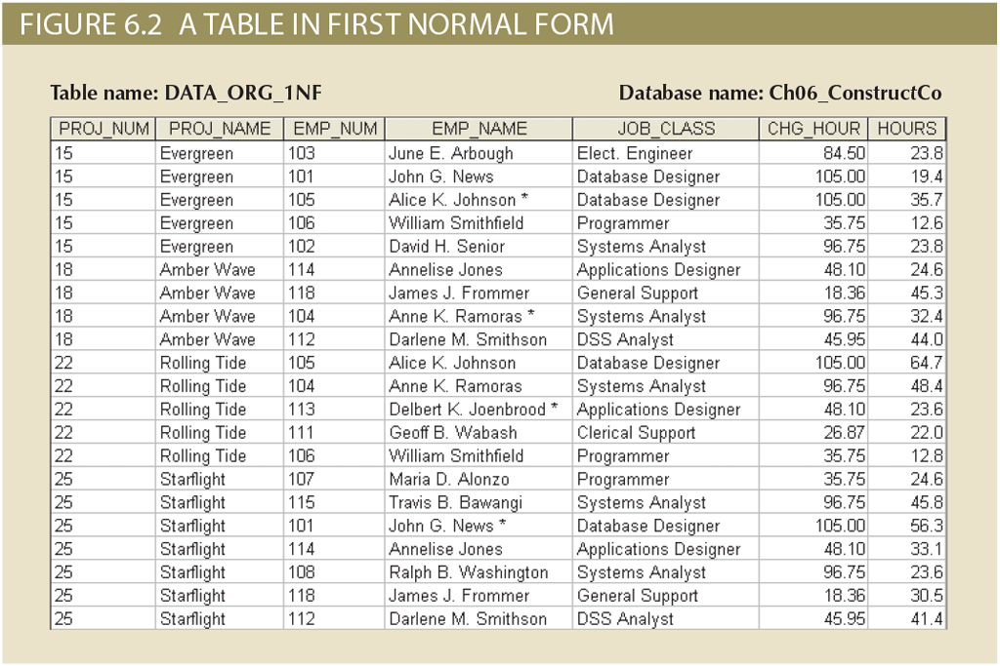 FIGURE 6.2 A TABLE IN FIRST NORMAL FORM
Table name: DATA_ORG_1NF Database name: Ch06_ConstructCo
PROJ_NUM PROJ_NAME EMP_NUM EMP_NAME JOB_CLASS CHG_HOUR HOURS
15 Evergreen 103 June E. Arbough Elect. Engineer 84.50 23.8
15 Evergreen 101 John G. News Database Designer 105.00 19.4
15 Evergreen 105 Alice K. Johnson * Database Designer 105.00 35.7
15 Evergreen 106 William Smithfield Programmer 35.75 12.6
15 Evergreen 102 David H. Senior Systems Analyst 96.75 23.8
18 Amber Wave 114 Annelise Jones Applications Designer 48.10 24.6
18 Amber Wave 118 James J. Frommer General Support 18.36 45.3
18 Amber Wave 104 Anne K. Ramoras * Systems Analyst 96.75 32.4
18 Amber Wave 112 Darlene M. Smithson DSS Analyst 45.95 44.0
22 Rolling Tide 105 Alice K. Johnson Database Designer 105.00 64.7
22 Rolling Tide 104 Anne K. Ramoras Systems Analyst 96.75 48.4
22 Rolling Tide 113 Delbert K. Joenbrood * Applications Designer 48.10 23.6
22 Rolling Tide 111 Geoff B. Wabash Clerical Support 26.87 22.0
22 Rolling Tide 106 William Smithfield Programmer 35.75 12.8
25 Starflight 107 Maria D. Alonzo Programmer 35.75 24.6
25 Starflight 115 Travis B. Bawangi Systems Analyst 96.75 45.8
25 Starflight 101 John G. News * Database Designer 105.00 56.3
25 Starflight 114 Annelise Jones Applications Designer 48.10 33.1
25 Starflight 108 Ralph B. Washington Systems Analyst 96.75 23.6
25 Starflight 118 James J. Frommer General Support 18.36 30.5
25 Starflight 112 Darlene M. Smithson DSS Analyst 45.95 41.4